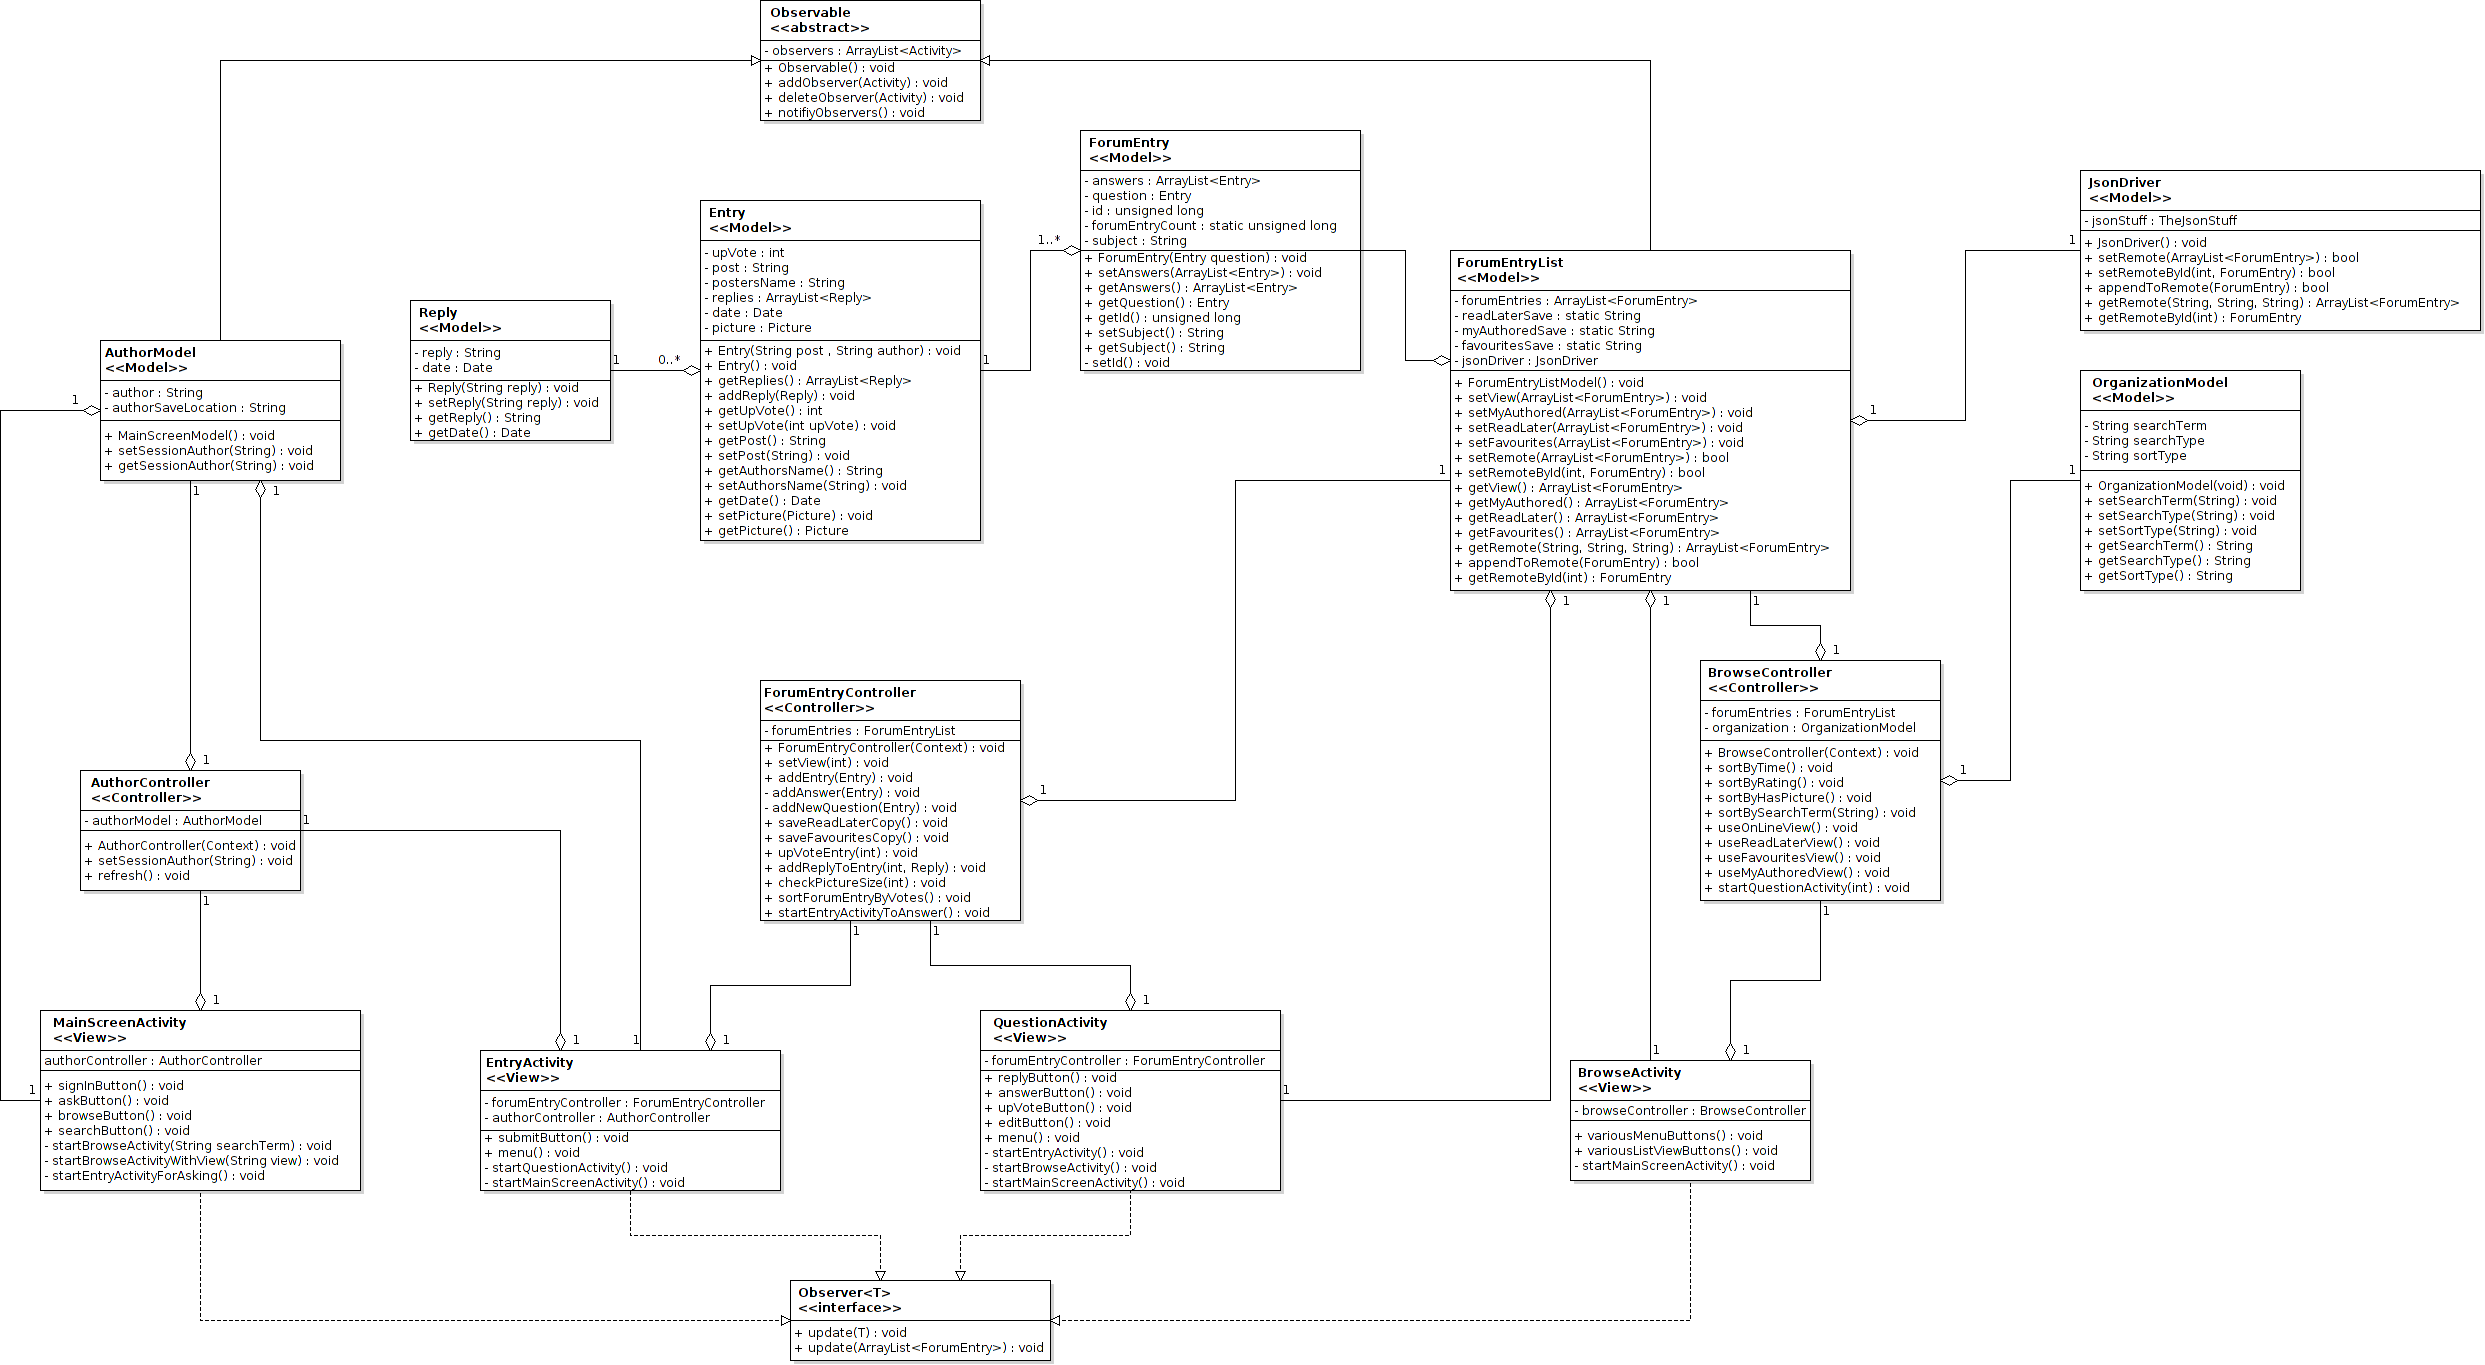 Observable
<<abstract>>
- observers : ArrayList<Activity>
+ Observable() : void
+ addObserver(Activity) : void
+ deleteObserver(Activity) : void
+ notifiyObservers() : void
ForumEntry
<<Model>>
- answers : ArrayList<Entry>
- question : Entry
- id : unsigned long
- forumEntryCount : static unsigned long
- subject : String
+ ForumEntry(Entry question) : void
+ setAnswers(ArrayList<Entry>) : void
+ getAnswers() : ArrayList<Entry>
+ getQuestion() : Entry
+ getId() : unsigned long
+ setSubject() : String
+ getSubject() : String
- setId() : void
1..*
JsonDriver
<<Model>>
- jsonStuff : TheJsonStuff
+ JsonDriver() : void
+ setRemote(ArrayList<ForumEntry>) : bool
+ setRemoteById(int, ForumEntry) : bool
+ appendToRemote(ForumEntry) : bool
+ getRemote(String, String, String) : ArrayList<ForumEntry>
+ getRemoteById(int) : ForumEntry
1
Entry
<<Model>>
- upVote : int
- post : String
- postersName : String
- replies : ArrayList<Reply>
- date : Date
- picture : Picture
+ Entry(String post , String author) : void
+ Entry() : void
+ getReplies() : ArrayList<Reply>
+ addReply(Reply) : void
+ getUpVote() : int
+ setUpVote(int upVote) : void
+ getPost() : String
+ setPost(String) : void
+ getAuthorsName() : String
+ setAuthorsName(String) : void
+ getDate() : Date
+ setPicture(Picture) : void
+ getPicture() : Picture
1
0..*
ForumEntryList
<<Model>>
- forumEntries : ArrayList<ForumEntry>
- readLaterSave : static String
- myAuthoredSave : static String
- favouritesSave : static String
- jsonDriver : JsonDriver
+ ForumEntryListModel() : void
+ setView(ArrayList<ForumEntry>) : void
+ setMyAuthored(ArrayList<ForumEntry>) : void
+ setReadLater(ArrayList<ForumEntry>) : void
+ setFavourites(ArrayList<ForumEntry>) : void
+ setRemote(ArrayList<ForumEntry>) : bool
+ setRemoteById(int, ForumEntry) : bool
+ getView() : ArrayList<ForumEntry>
+ getMyAuthored() : ArrayList<ForumEntry>
+ getReadLater() : ArrayList<ForumEntry>
+ getFavourites() : ArrayList<ForumEntry>
+ getRemote(String, String, String) : ArrayList<ForumEntry>
+ appendToRemote(ForumEntry) : bool
+ getRemoteById(int) : ForumEntry
1
1
1
1
1
Reply
<<Model>>
- reply : String
- date : Date
+ Reply(String reply) : void
+ setReply(String reply) : void
+ getReply() : String
+ getDate() : Date
1
AuthorModel
<<Model>>
- author : String
- authorSaveLocation : String
+ MainScreenModel() : void
+ setSessionAuthor(String) : void
+ getSessionAuthor(String) : void
1
1
1
OrganizationModel
<<Model>>
- String searchTerm
- String searchType
- String sortType
+ OrganizationModel(void) : void
+ setSearchTerm(String) : void
+ setSearchType(String) : void
+ setSortType(String) : void
+ getSearchTerm() : String
+ getSearchType() : String
+ getSortType() : String
1
BrowseController
<<Controller>>
- forumEntries : ForumEntryList
- organization : OrganizationModel
+ BrowseController(Context) : void
+ sortByTime() : void
+ sortByRating() : void
+ sortByHasPicture() : void
+ sortBySearchTerm(String) : void
+ useOnLineView() : void
+ useReadLaterView() : void
+ useFavouritesView() : void
+ useMyAuthoredView() : void
+ startQuestionActivity(int) : void
1
1
1
ForumEntryController
<<Controller>>
- forumEntries : ForumEntryList
+ ForumEntryController(Context) : void
+ setView(int) : void
+ addEntry(Entry) : void
- addAnswer(Entry) : void
- addNewQuestion(Entry) : void
+ saveReadLaterCopy() : void
+ saveFavouritesCopy() : void
+ upVoteEntry(int) : void
+ addReplyToEntry(int, Reply) : void
+ checkPictureSize(int) : void
+ sortForumEntryByVotes() : void
+ startEntryActivityToAnswer() : void
1
1
1
AuthorController
<<Controller>>
- authorModel : AuthorModel
+ AuthorController(Context) : void
+ setSessionAuthor(String) : void
+ refresh() : void
1
1
1
MainScreenActivity
<<View>>
authorController : AuthorController
+ signInButton() : void
+ askButton() : void
+ browseButton() : void
+ searchButton() : void
- startBrowseActivity(String searchTerm) : void
- startBrowseActivityWithView(String view) : void
- startEntryActivityForAsking() : void
1
1
EntryActivity
<<View>>
- forumEntryController : ForumEntryController
- authorController : AuthorController
+ submitButton() : void
+ menu() : void
- startQuestionActivity() : void
- startMainScreenActivity() : void
1
1
1
QuestionActivity
<<View>>
- forumEntryController : ForumEntryController
+ replyButton() : void
+ answerButton() : void
+ upVoteButton() : void
+ editButton() : void
+ menu() : void
- startEntryActivity() : void
- startBrowseActivity() : void
- startMainScreenActivity() : void
1
1
BrowseActivity
<<View>>
- browseController : BrowseController
+ variousMenuButtons() : void
+ variousListViewButtons() : void
- startMainScreenActivity() : void
1
1
Observer<T>
<<interface>>
+ update(T) : void
+ update(ArrayList<ForumEntry>) : void